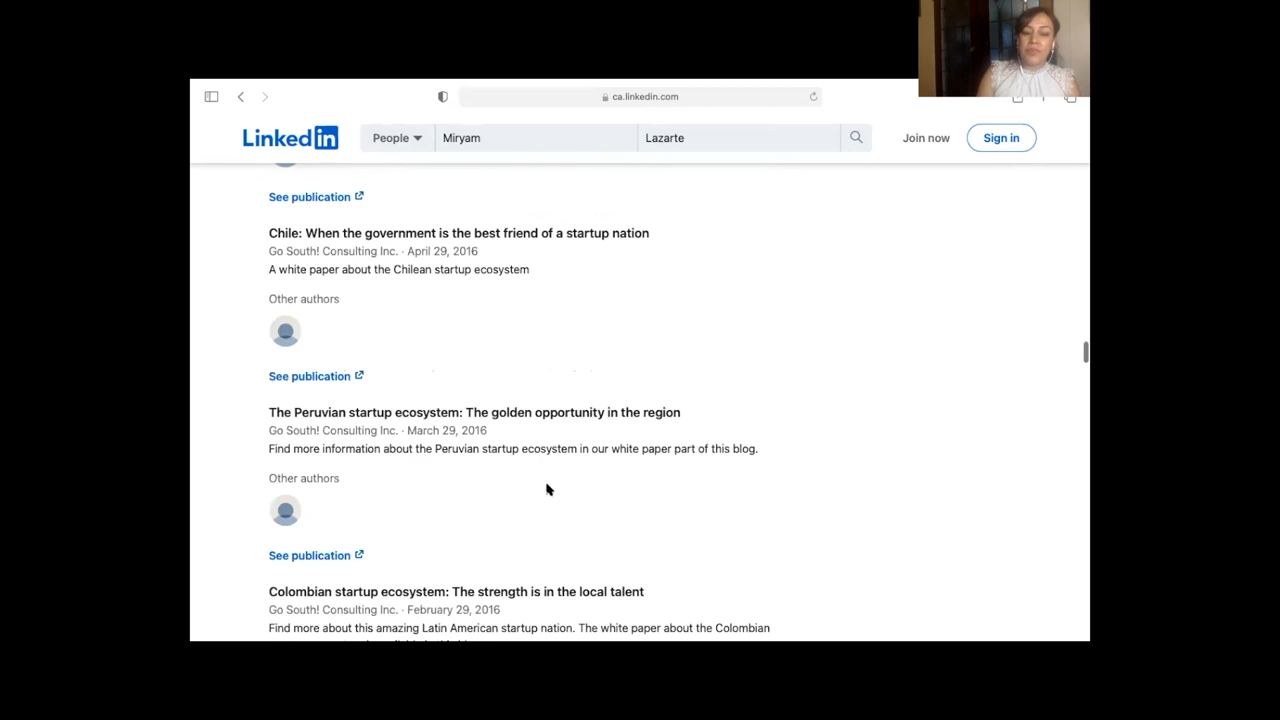 ca.linkedin.com
LinkedIn
People
Miryam
Lazarte
Join now
Sign in
See publication
Chile: When the government is the best friend of a startup nation
Go South! Consulting Inc. · April 29, 2016
A white paper about the Chilean startup ecosystem
Other authors
See publication
The Peruvian startup ecosystem: The golden opportunity in the region
Go South! Consulting Inc. · March 29, 2016
Find more information about the Peruvian startup ecosystem in our white paper part of this blog.
Other authors
See publication
Colombian startup ecosystem: The strength is in the local talent
Go South! Consulting Inc. · February 29, 2016
Find more about this amazing Latin American startup nation. The white paper about the Colombian